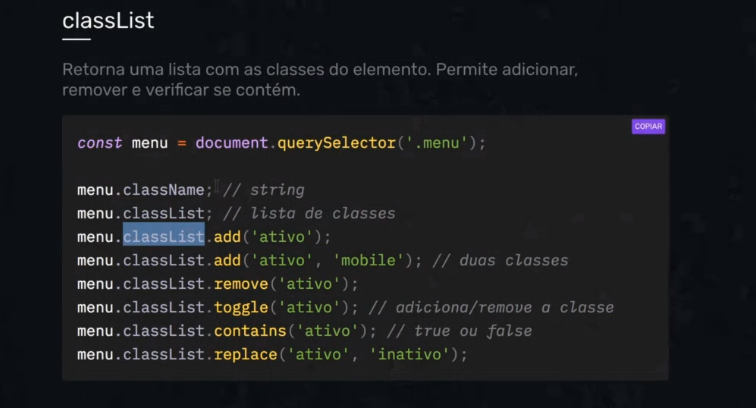 classList
Retorna uma lista com as classes do elemento. Permite adicionar,
remover e verificar se contém.
COPIAR
const menu = document.querySelector('.menu');
menu.className; // string
menu.classList; // lista de classes
menu.classList.add('ativo');
menu.classList.add('ativo', 'mobile'); // duas classes
menu.classList.remove('ativo');
menu.classList.toggle('ativo'); // adiciona/remove a classe
menu.classList.contains('ativo'); // true ou false
menu.classList.replace('ativo', 'inativo');